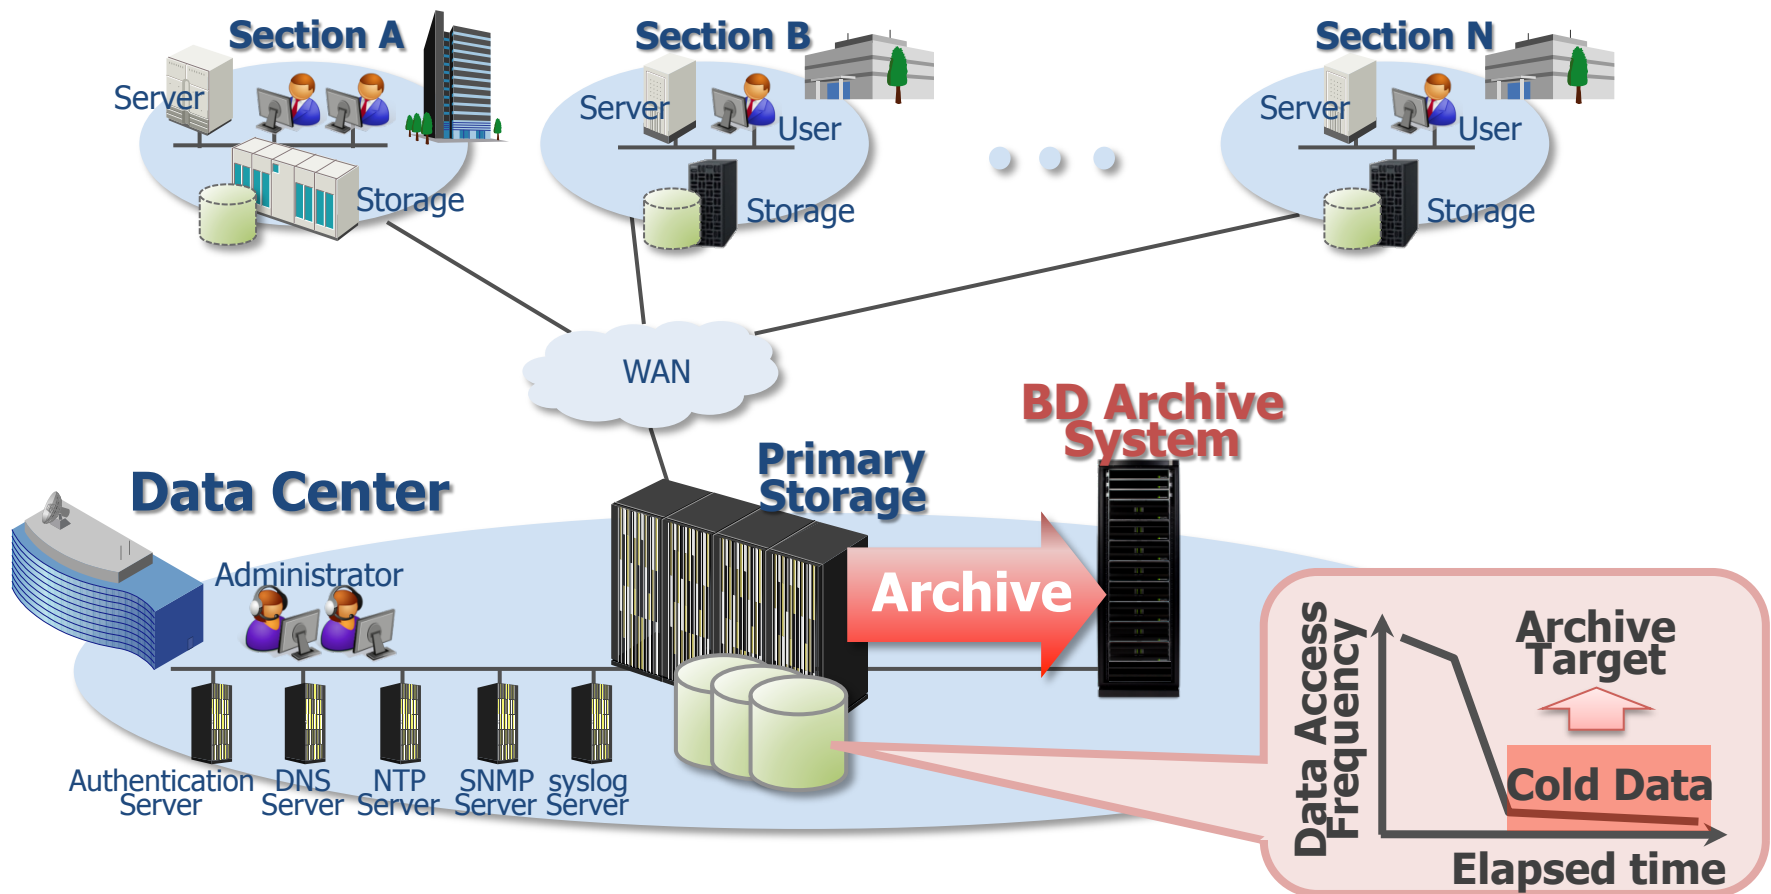 Section A
Server
Storage
Section B
Server
User
Storage
Section N
Server
User
Storage
WAN
BD Archive
System
Primary
Storage
Data Center
Administrator
Archive
Authentication
Server
DNS
Server
NTP
Server
SNMP
Server
syslog
Server
Data Access
Frequency
Archive
Target
Cold Data
Elapsed time